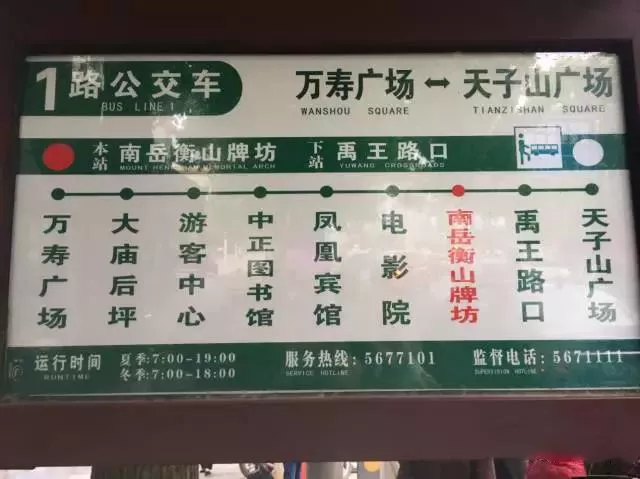 1路公交车
BUS LINE 1
万寿广场 ↔ 天子山广场
WANSHOU SQUARE TIANZISHAN SQUARE
本站 南岳衡山牌坊 下站 禹王路口
MOUNT HENGSHAN MEMORIAL ARCH YUWANG CROSSROADS
万寿广场
大庙后坪
游客中心
中正图书馆
凤凰宾馆
电影院
南岳衡山牌坊
禹王路口
天子山广场
运行时间
RUNTIME
夏季:7:00-19:00
冬季:7:00-18:00
服务热线: 5677101
SERVICE HOTLINE
监督电话: 5671111
SUPERVISION HOTLINE